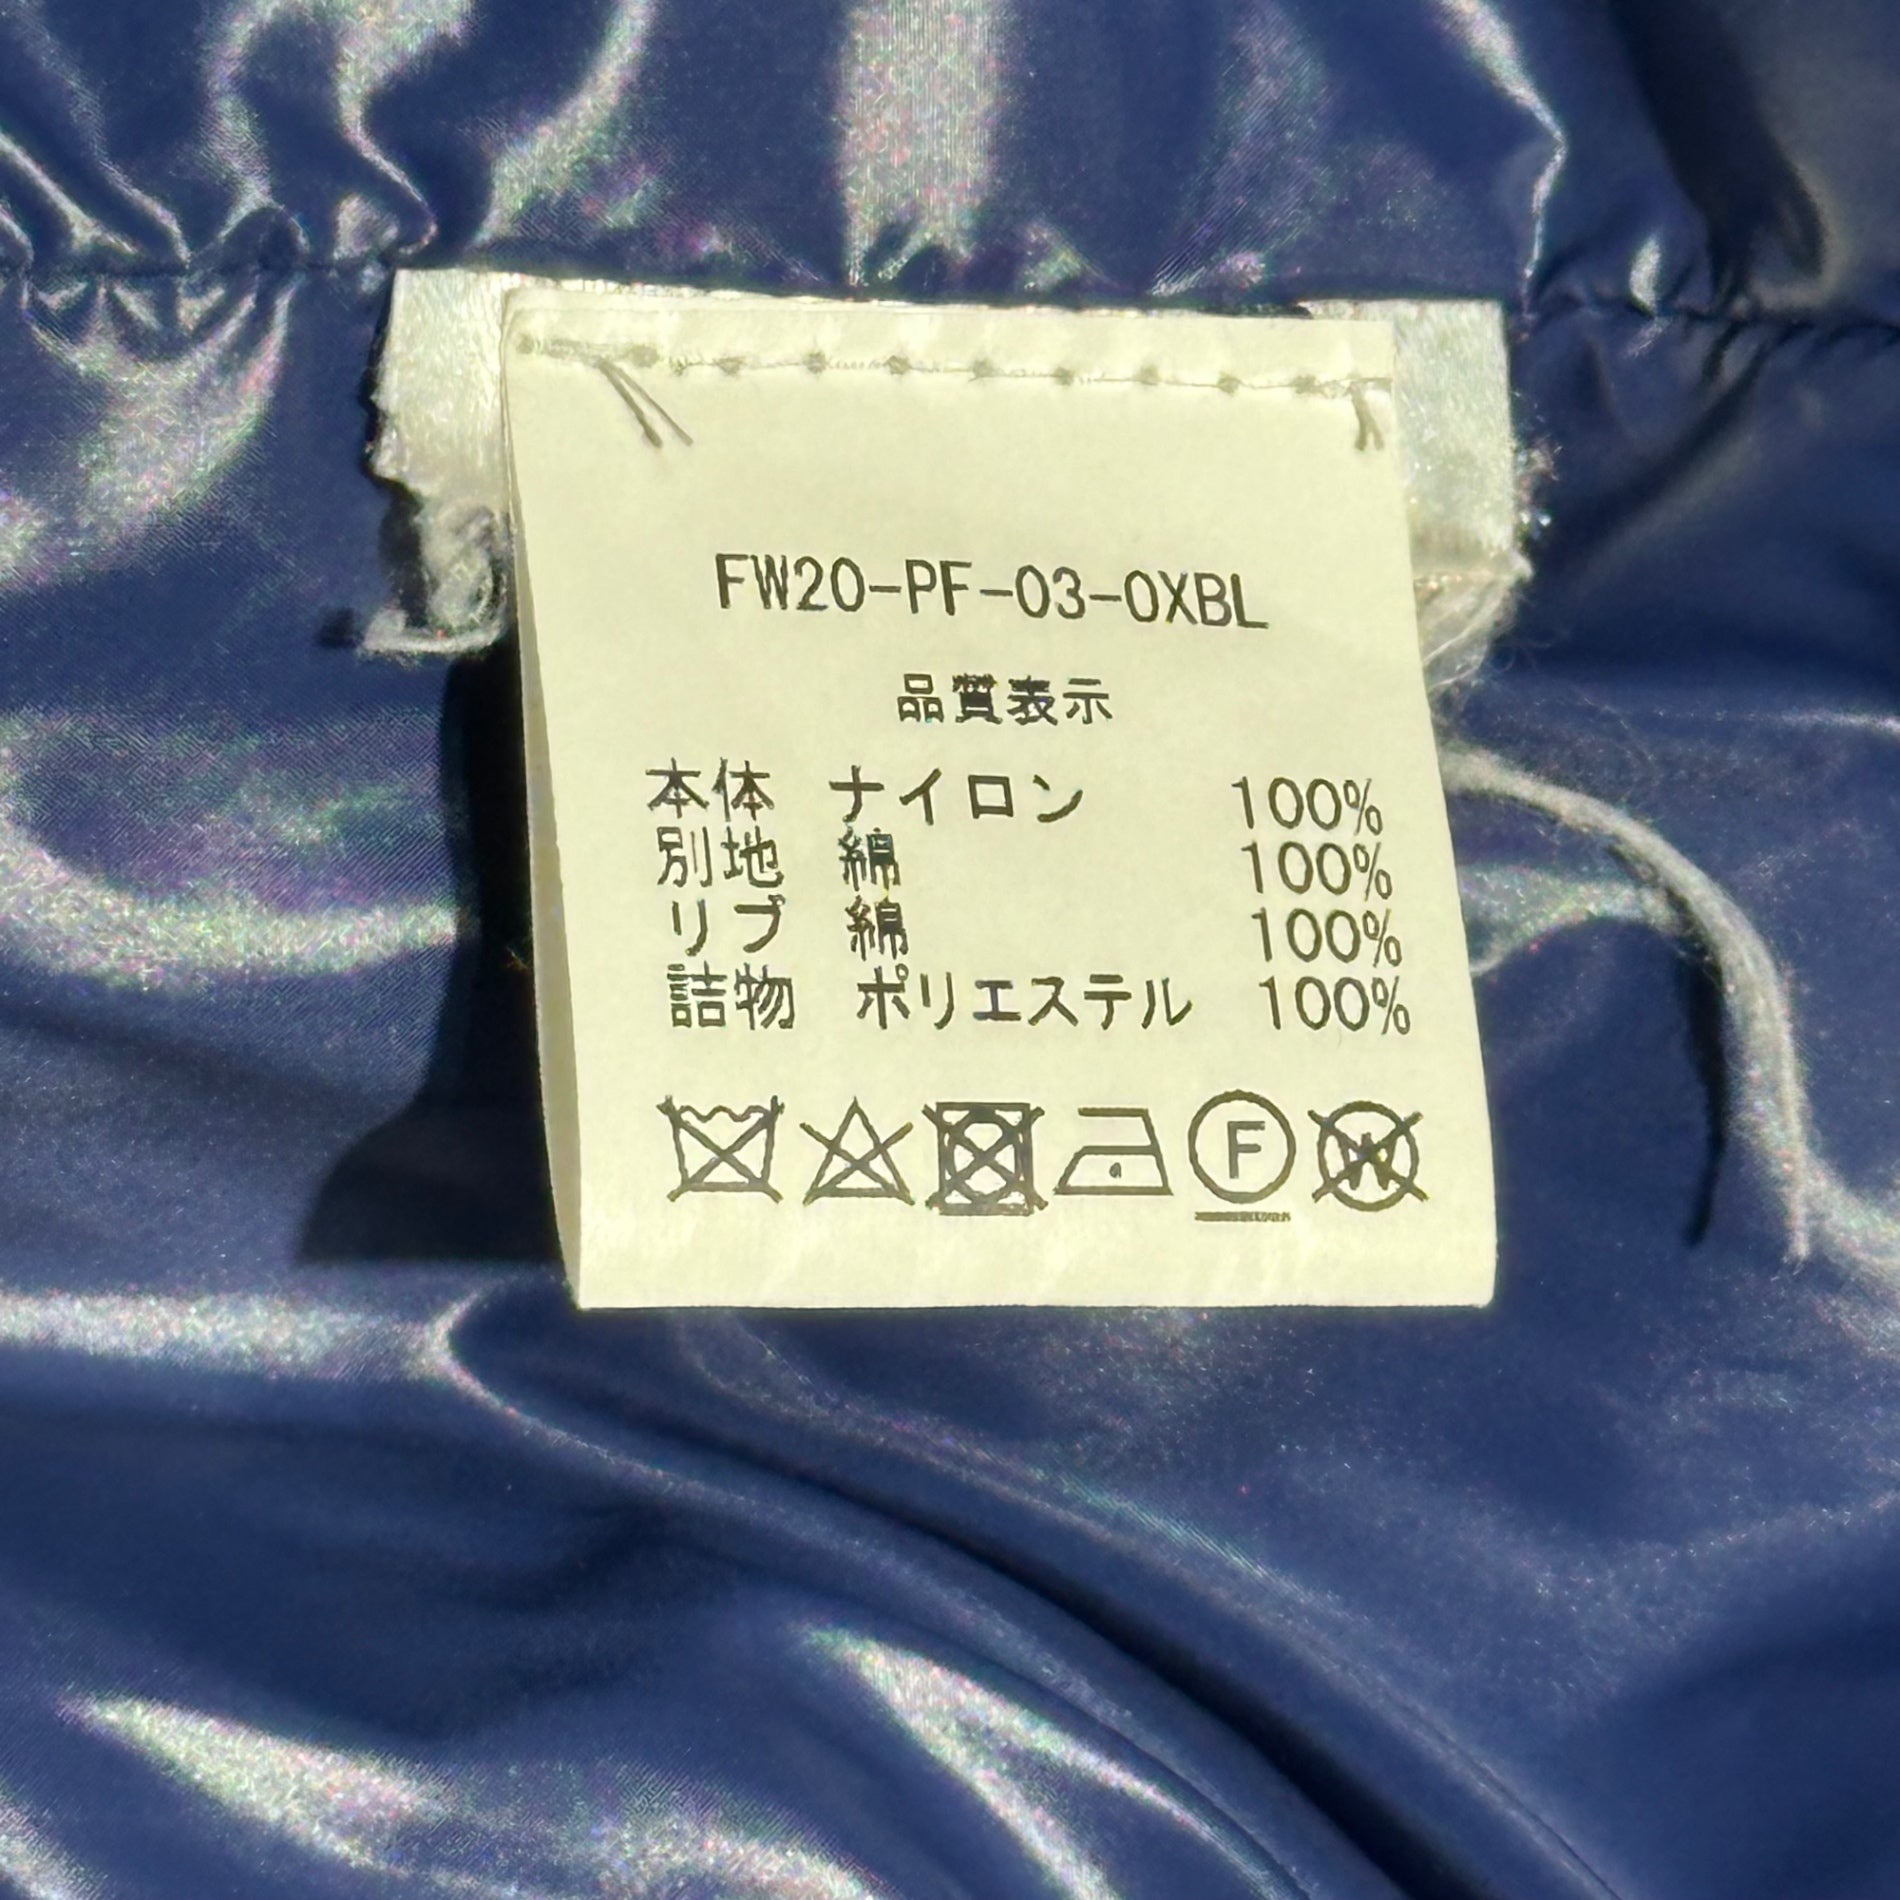 FW20-PF-03-OXBL
品質表示
本体 ナイロン 100%
別地 綿 100%
リブ 綿 100%
詰物 ポリエステル 100%
F W